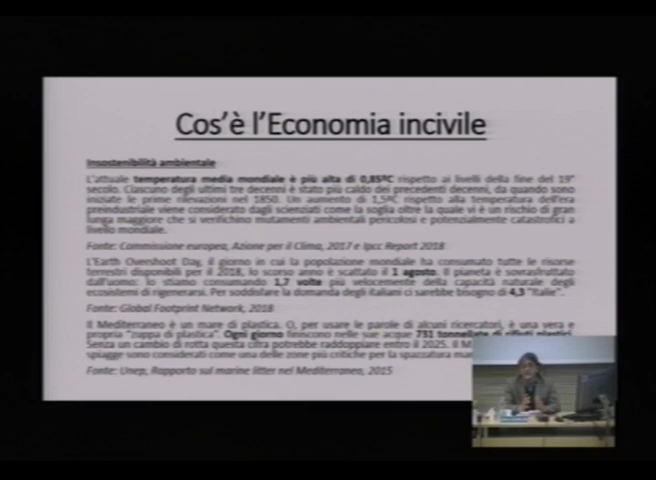 Cos'è l'Economia incivile
Insostenibilità ambientale
L'attuale temperatura media mondiale è più alta di 0,85ºC rispetto ai livelli della fine del 19°
secolo. Ciascuno degli ultimi tre decenni è stato più caldo dei precedenti decenni, da quando sono
iniziate le prime rilevazioni nel 1850. Un aumento di 1,5ºC rispetto alla temperatura dell'era
preindustriale viene considerato dagli scienziati come la soglia oltre la quale vi è un rischio di gran
lunga maggiore che si verifichino mutamenti ambientali pericolosi e potenzialmente catastrofici a
livello mondiale.
Fonte: Commissione europea, Azione per il Clima, 2017 e Ipcc Report 2018
L'Earth Overshoot Day, il giorno in cui la popolazione mondiale ha consumato tutte le risorse
terrestri disponibili per il 2018, lo scorso anno è scattato il 1 agosto. Il pianeta è sovrasfruttato
dall'uomo: lo stiamo consumando 1,7 volte più velocemente della capacità naturale degli
ecosistemi di rigenerarsi. Per soddisfare la domanda degli italiani ci sarebbe bisogno di 4,3 "Italie".
Fonte: Global Footprint Network, 2018
Il Mediterraneo è un mare di plastica. O, per usare le parole di alcuni ricercatori, è una vera e
propria "zuppa di plastica". Ogni giorno finiscono nelle sue acque 731 tonnellate di rifiuti plastici.
Senza un cambio di rotta questa cifra potrebbe raddoppiare entro il 2025. Il M
spiagge sono considerati come una delle zone più critiche per la spazzatura mar
Fonte: Unep, Rapporto sul marine litter nel Mediterraneo, 2015